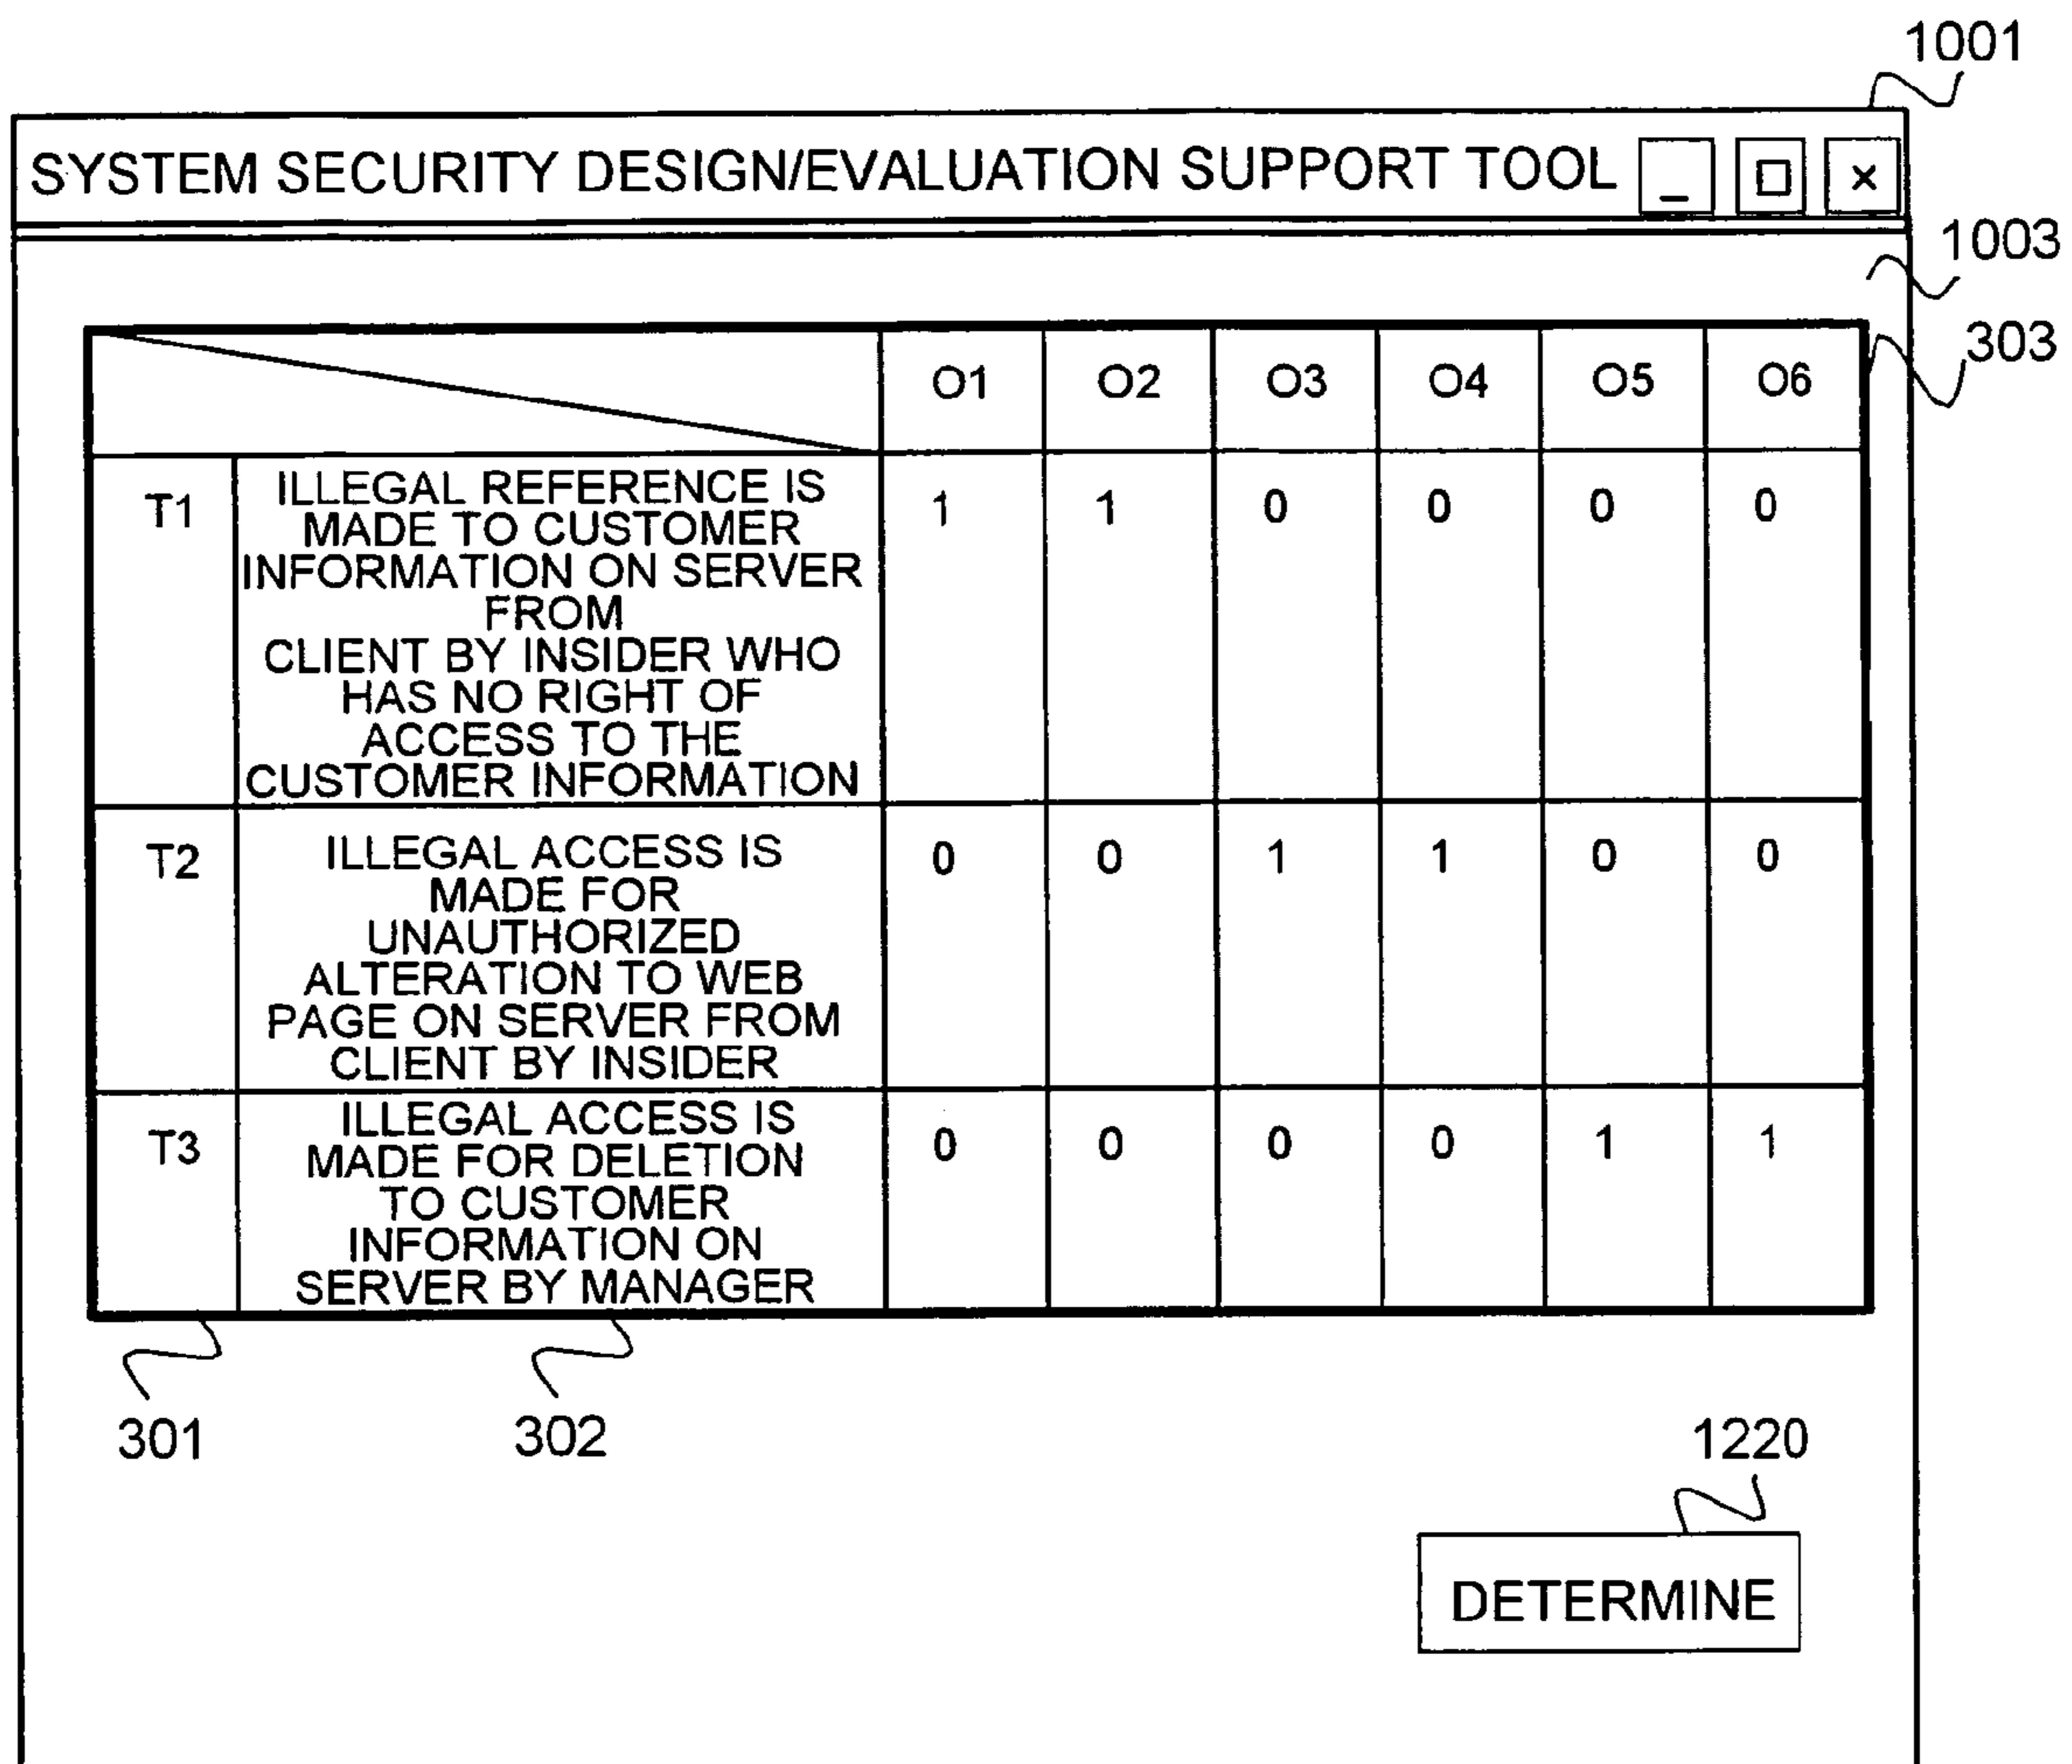 1001
SYSTEM SECURITY DESIGN/EVALUATION SUPPORT TOOL _ □ ×
1003
303
O1 O2 O3 O4 O5 O6
T1 ILLEGAL REFERENCE IS 1 1 0 0 0 0
MADE TO CUSTOMER
INFORMATION ON SERVER
FROM
CLIENT BY INSIDER WHO
HAS NO RIGHT OF
ACCESS TO THE
CUSTOMER INFORMATION
T2 ILLEGAL ACCESS IS 0 0 1 1 0 0
MADE FOR
UNAUTHORIZED
ALTERATION TO WEB
PAGE ON SERVER FROM
CLIENT BY INSIDER
T3 ILLEGAL ACCESS IS 0 0 0 0 1 1
MADE FOR DELETION
TO CUSTOMER
INFORMATION ON
SERVER BY MANAGER
301 302 1220
DETERMINE